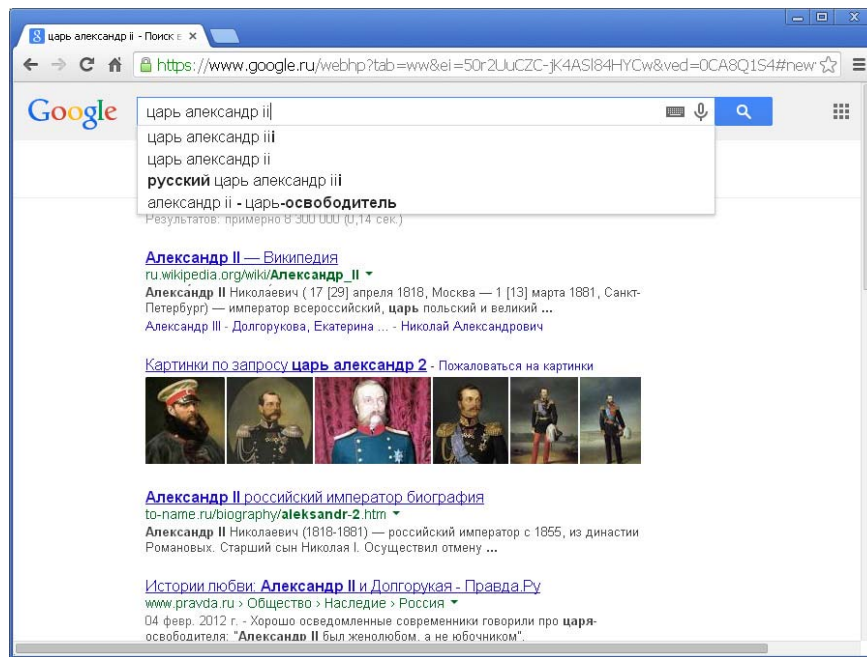 царь александр ii - Поиск в
https://www.google.ru/webhp?tab=ww&ei=50r2UuCZC-jK4ASI84HYCw&ved=0CA8Q1S4#new
Google
царь александр ii
царь александр iii
царь александр ii
русский царь александр iii
александр ii - царь-освободитель
Результатов: примерно 8 300 000 (0,14 сек.)
Александр II — Википедия
ru.wikipedia.org/wiki/Александр_II
Алекса́ндр II Никола́евич ( 17 [29] апреля 1818, Москва — 1 [13] марта 1881, Санкт-
Петербург) — император всероссийский, царь польский и великий ...
Александр III - Долгорукова, Екатерина ... - Николай Александрович
Картинки по запросу царь александр 2 - Пожаловаться на картинки
Александр II российский император биография
to-name.ru/biography/aleksandr-2.htm
Александр II Николаевич (1818-1881) — российский император с 1855, из династии
Романовых. Старший сын Николая I. Осуществил отмену ...
Истории любви: Александр II и Долгорукая - Правда.Ру
www.pravda.ru › Общество › Наследие › Россия
04 февр. 2012 г. - Хорошо осведомленные современники говорили про царя-
освободителя: "Александр II был женолюбом, а не юбочником".